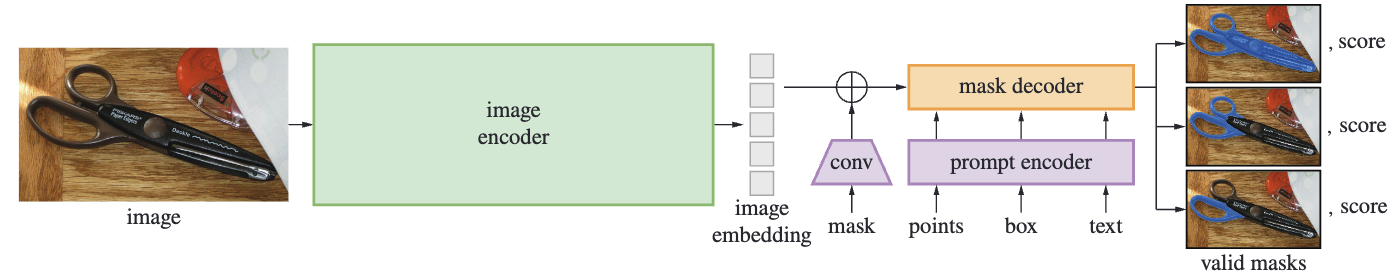 image
image
encoder
image
embedding
conv
mask
mask decoder
prompt encoder
points
box
text
, score
, score
, score
valid masks